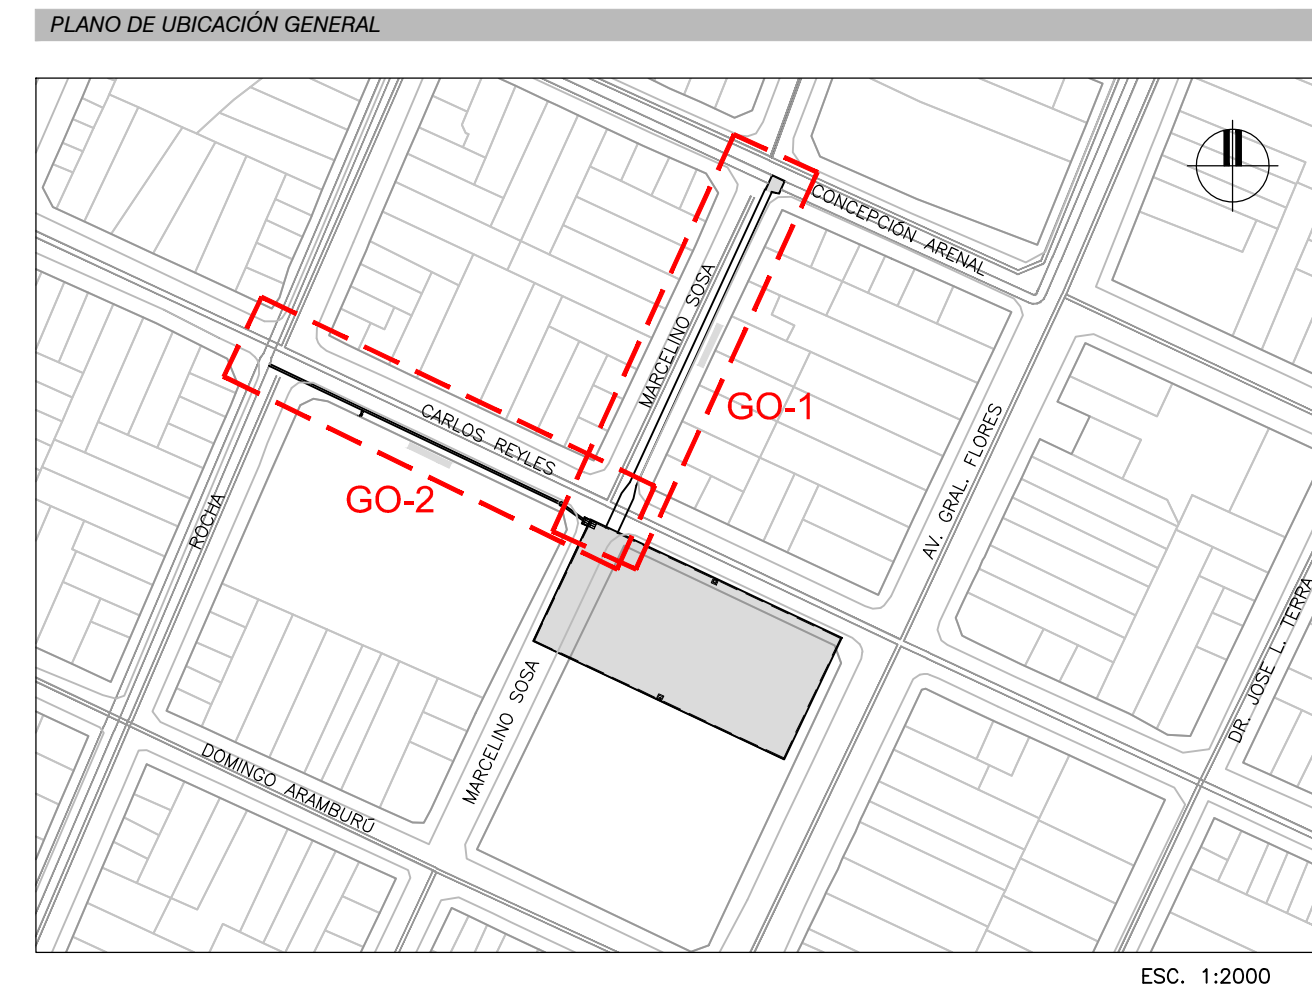 PLANO DE UBICACIÓN GENERAL
CONCEPCIÓN ARENAL
MARCELINO SOSA
GO-1
CARLOS REYLES
GO-2
AV. GRAL. FLORES
ROCHA
DR. JOSE L. TERRA
MARCELINO SOSA
DOMINGO ARAMBURÚ
ESC. 1:2000